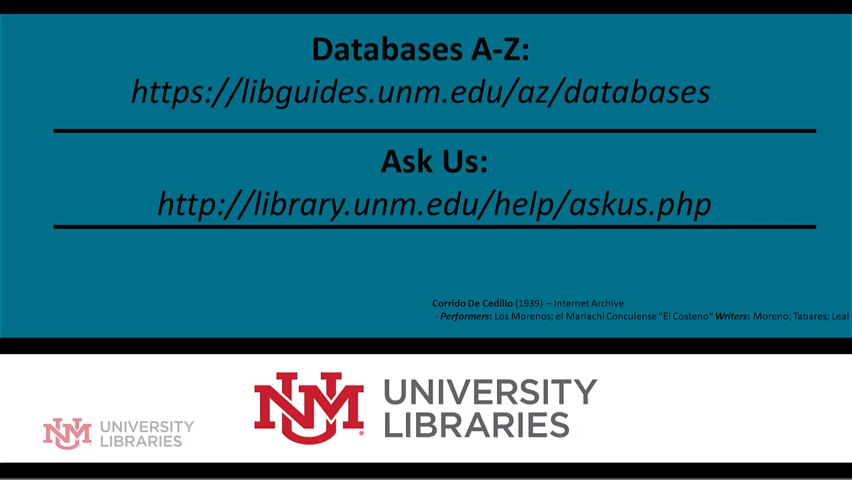 Databases A-Z:
https://libguides.unm.edu/az/databases
Ask Us:
http://library.unm.edu/help/askus.php
Corrido De Cedillo (1939) – Internet Archive
- Performers: Los Morenos; el Mariachi Conculense "El Costeno" Writers: Moreno; Tabares; Leal
UNM UNIVERSITY
LIBRARIES
UNM UNIVERSITY
LIBRARIES